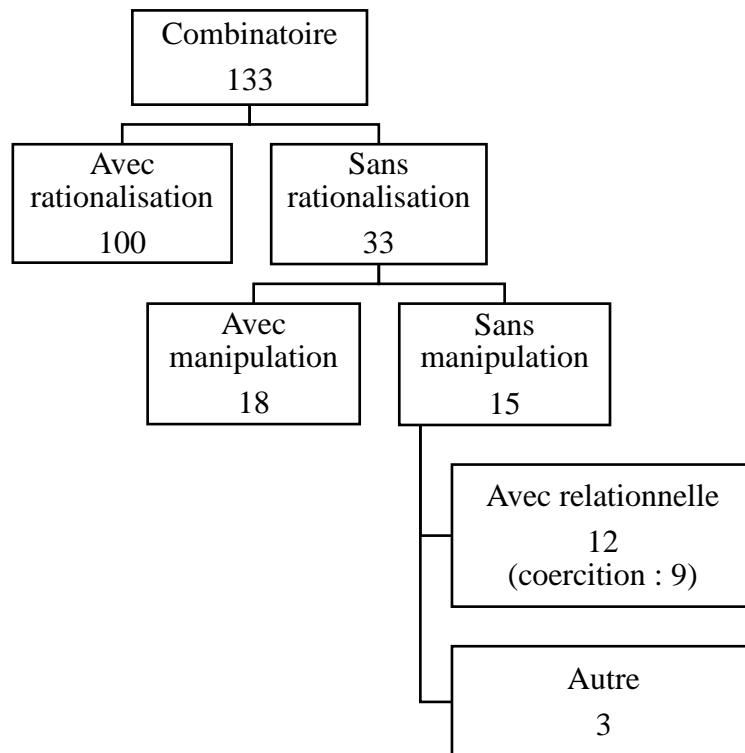 Combinatoire
133
Avec
rationalisation
100
Sans
rationalisation
33
Avec
manipulation
18
Sans
manipulation
15
Avec relationnelle
12
(coercition : 9)
Autre
3